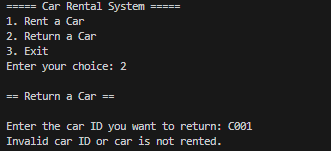 ===== Car Rental System =====
1. Rent a Car
2. Return a Car
3. Exit
Enter your choice: 2
== Return a Car ==
Enter the car ID you want to return: C001
Invalid car ID or car is not rented.